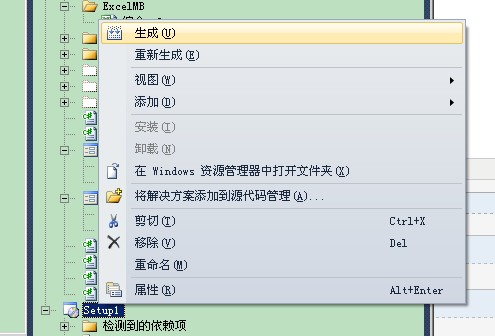 ExcelMB
生成(U)
重新生成(E)
视图(W)
添加(D)
安装(I)
卸载(N)
在 Windows 资源管理器中打开文件夹(X)
将解决方案添加到源代码管理(A)...
剪切(T) Ctrl+X
移除(V) Del
重命名(M)
属性(R) Alt+Enter
Setup1
检测到的依赖项